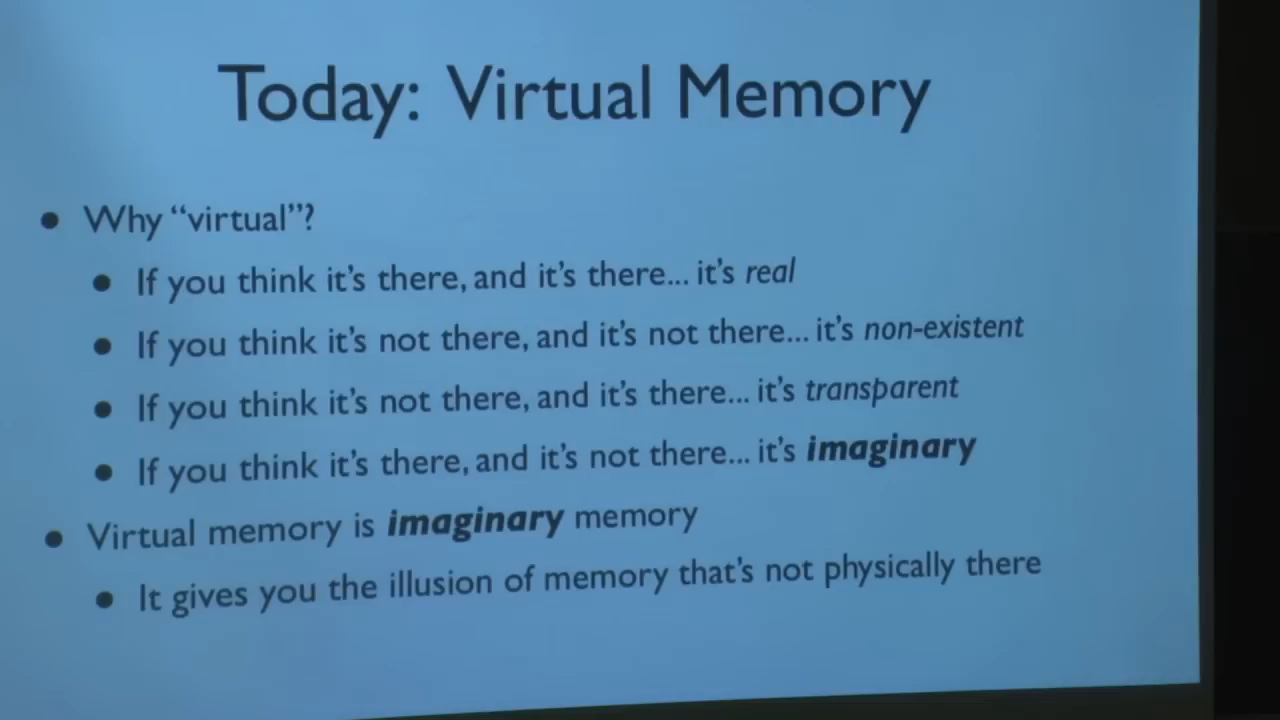 Today: Virtual Memory
• Why “virtual”?
• If you think it’s there, and it’s there... it’s real
• If you think it’s not there, and it’s not there... it’s non-existent
• If you think it’s not there, and it’s there... it’s transparent
• If you think it’s there, and it’s not there... it’s imaginary
• Virtual memory is imaginary memory
• It gives you the illusion of memory that’s not physically there